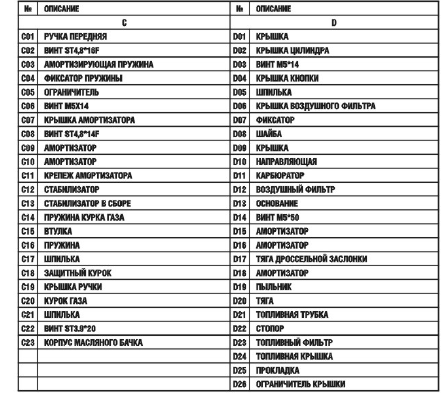 № ОПИСАНИЕ № ОПИСАНИЕ
C D
C01 РУЧКА ПЕРЕДНЯЯ D01 КРЫШКА
C02 ВИНТ ST4,8*16F D02 КРЫШКА ЦИЛИНДРА
C03 АМОРТИЗИРУЮЩАЯ ПРУЖИНА D03 ВИНТ M5*14
C04 ФИКСАТОР ПРУЖИНЫ D04 КРЫШКА КНОПКИ
C05 ОГРАНИЧИТЕЛЬ D05 ШПИЛЬКА
C06 ВИНТ M5X14 D06 КРЫШКА ВОЗДУШНОГО ФИЛЬТРА
C07 КРЫШКА АМОРТИЗАТОРА D07 ФИКСАТОР
C08 ВИНТ ST4,8*14F D08 ШАЙБА
C09 АМОРТИЗАТОР D09 КРЫШКА
C10 АМОРТИЗАТОР D10 НАПРАВЛЯЮЩАЯ
C11 КРЕПЕЖ АМОРТИЗАТОРА D11 КАРБЮРАТОР
C12 СТАБИЛИЗАТОР D12 ВОЗДУШНЫЙ ФИЛЬТР
C13 СТАБИЛИЗАТОР В СБОРЕ D13 ОСНОВАНИЕ
C14 ПРУЖИНА КУРКА ГАЗА D14 ВИНТ M5*50
C15 ВТУЛКА D15 АМОРТИЗАТОР
C16 ПРУЖИНА D16 АМОРТИЗАТОР
C17 ШПИЛЬКА D17 ТЯГА ДРОССЕЛЬНОЙ ЗАСЛОНКИ
C18 ЗАЩИТНЫЙ КУРОК D18 АМОРТИЗАТОР
C19 КРЫШКА РУЧКИ D19 ПЫЛЬНИК
C20 КУРОК ГАЗА D20 ТЯГА
C21 ШПИЛЬКА D21 ТОПЛИВНАЯ ТРУБКА
C22 ВИНТ ST3.9*20 D22 СТОПОР
C23 КОРПУС МАСЛЯНОГО БАЧКА D23 ТОПЛИВНЫЙ ФИЛЬТР
D24 ТОПЛИВНАЯ КРЫШКА
D25 ПРОКЛАДКА
D26 ОГРАНИЧИТЕЛЬ КРЫШКИ